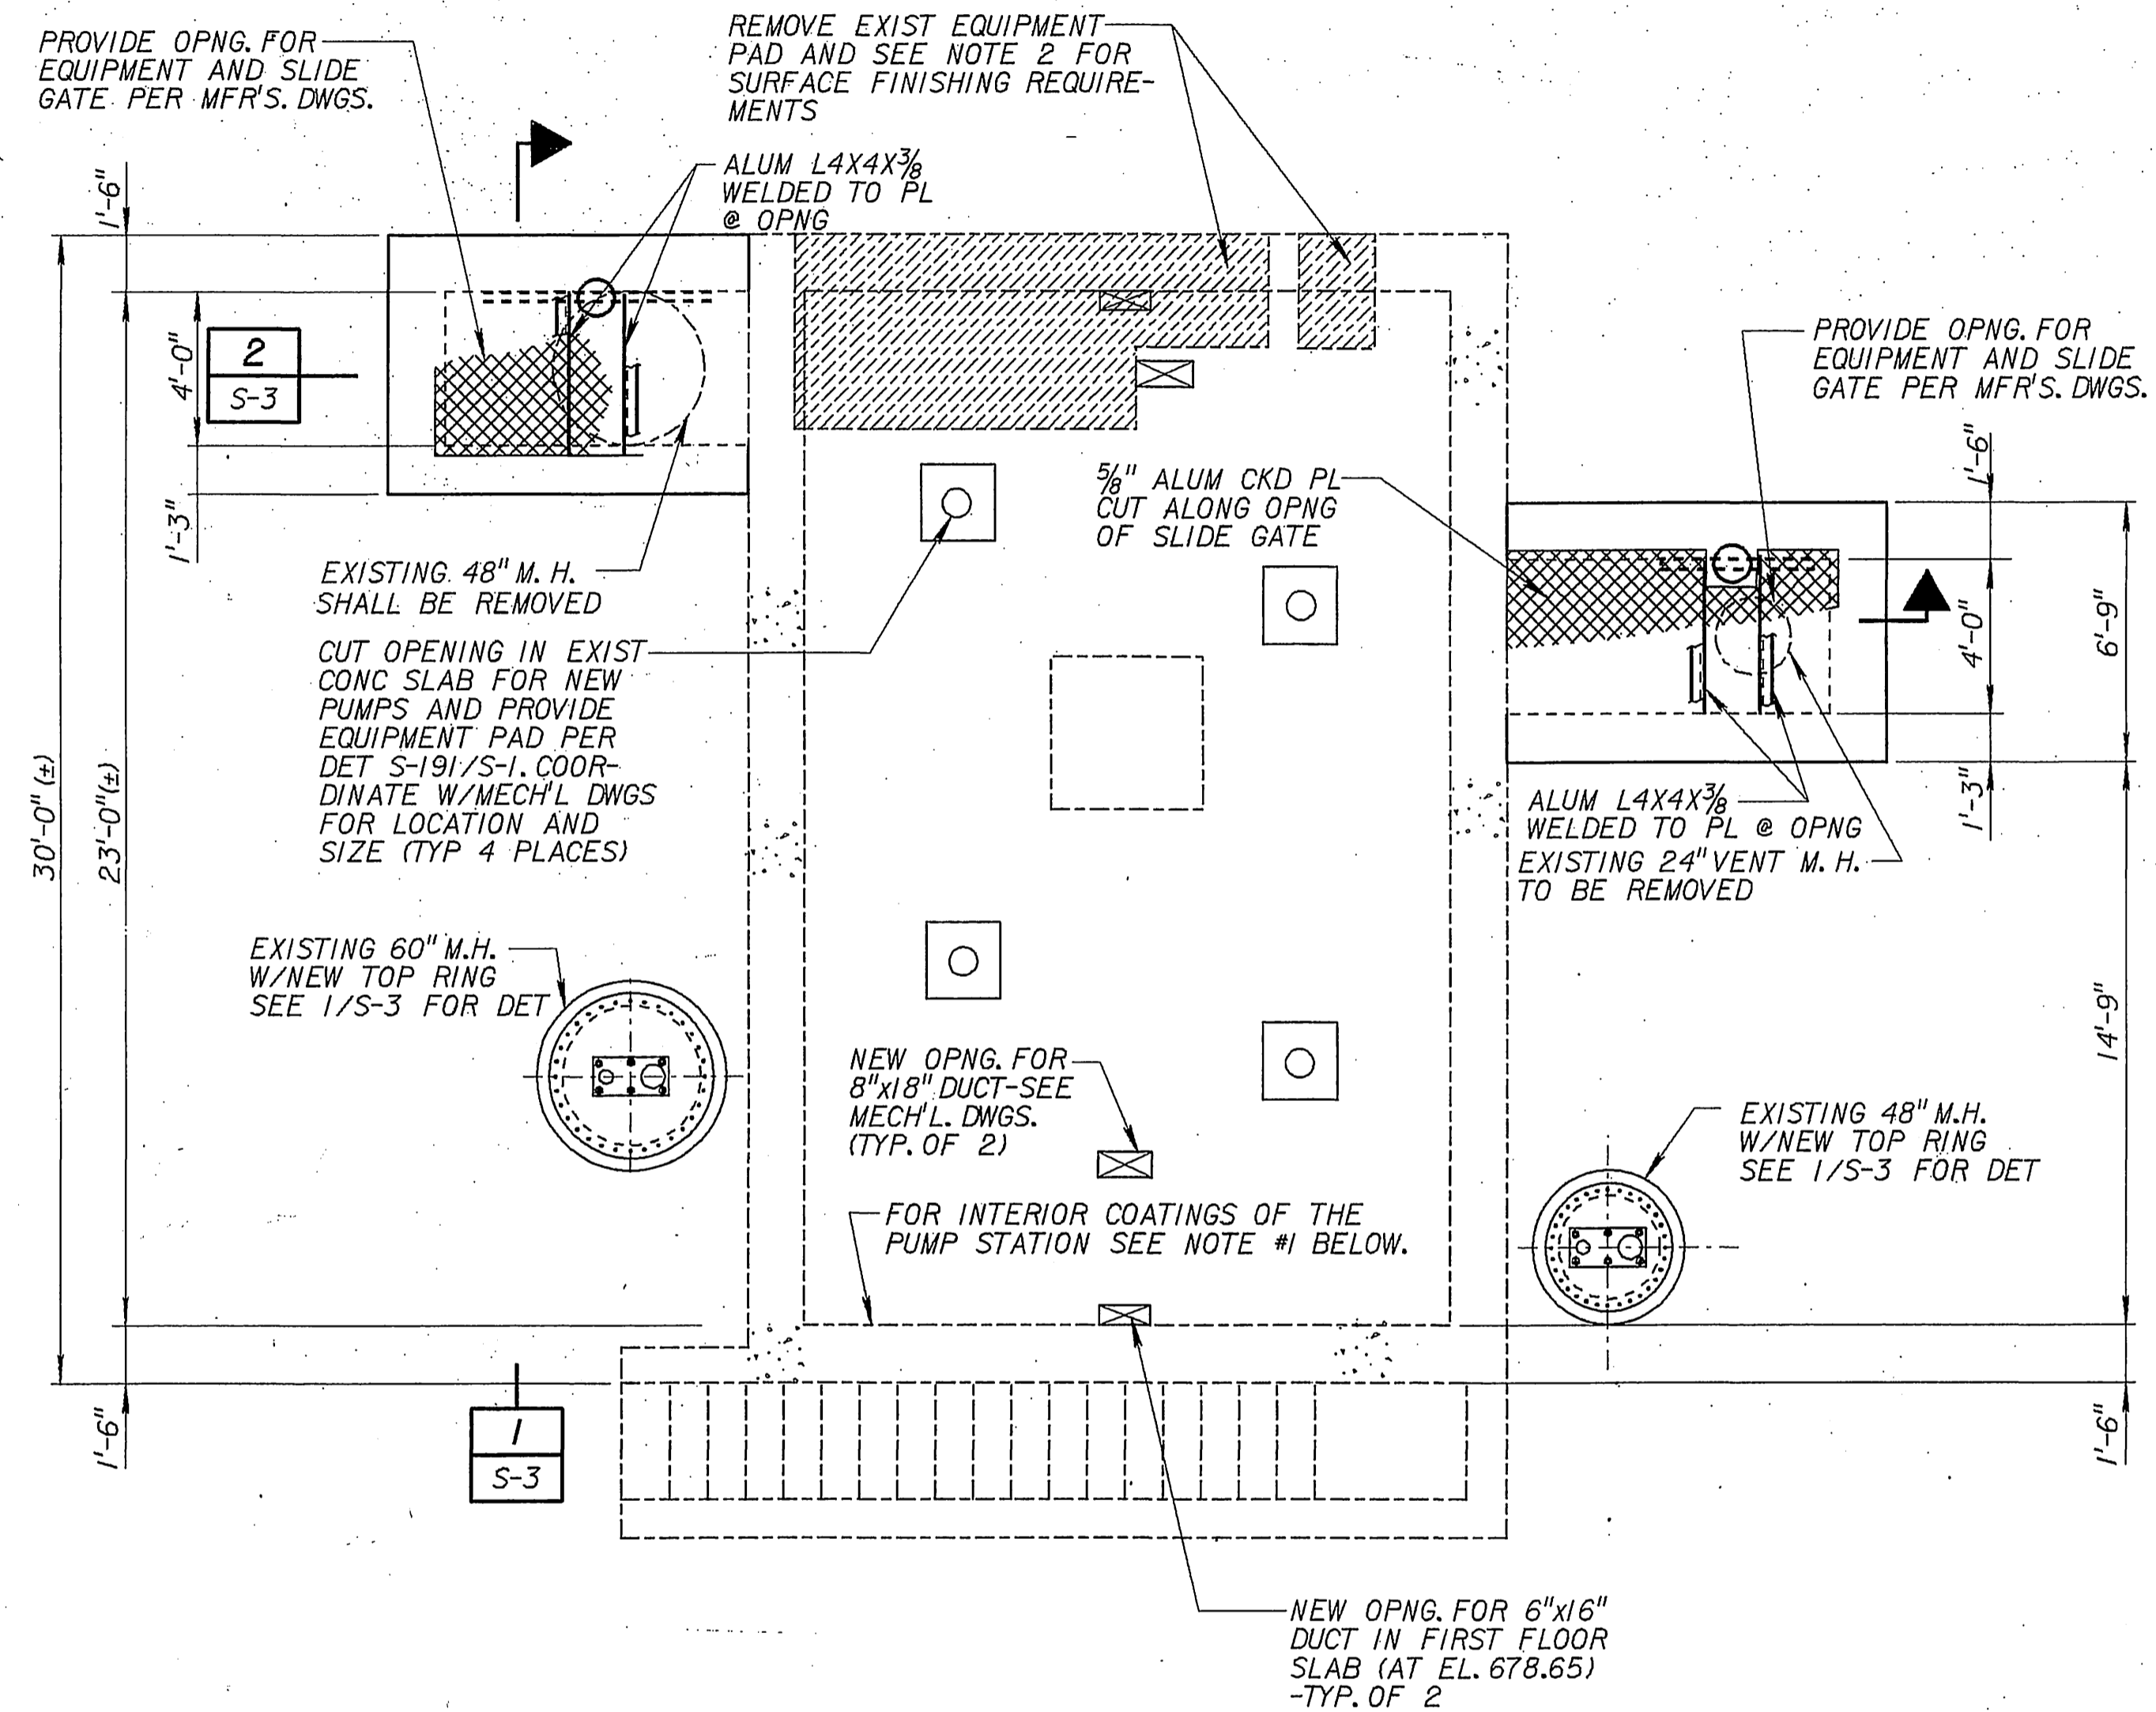 PROVIDE OPNG. FOR
EQUIPMENT AND SLIDE
GATE PER MFR'S. DWGS.
REMOVE EXIST EQUIPMENT
PAD AND SEE NOTE 2 FOR
SURFACE FINISHING REQUIRE-
MENTS
ALUM L4X4X3/8
WELDED TO PL
@ OPNG
1'-6"
4'-0"
1'-3"
2
S-3
30'-0" (±)
23'-0" (±)
1'-6"
EXISTING 48" M. H.
SHALL BE REMOVED
CUT OPENING IN EXIST
CONC SLAB FOR NEW
PUMPS AND PROVIDE
EQUIPMENT PAD PER
DET S-191/S-1. COOR-
DINATE W/MECH'L DWGS
FOR LOCATION AND
SIZE (TYP 4 PLACES)
5/8" ALUM CKD PL
CUT ALONG OPNG
OF SLIDE GATE
PROVIDE OPNG. FOR
EQUIPMENT AND SLIDE
GATE PER MFR'S. DWGS.
1'-6"
4'-0"
6'-9"
1'-3"
14'-9"
1'-6"
ALUM L4X4X3/8
WELDED TO PL @ OPNG
EXISTING 24" VENT M. H.
TO BE REMOVED
EXISTING 60" M.H.
W/NEW TOP RING
SEE 1/S-3 FOR DET
NEW OPNG. FOR
8"x18" DUCT-SEE
MECH'L. DWGS.
(TYP. OF 2)
EXISTING 48" M.H.
W/NEW TOP RING
SEE 1/S-3 FOR DET
FOR INTERIOR COATINGS OF THE
PUMP STATION SEE NOTE #1 BELOW.
1
S-3
NEW OPNG. FOR 6"x16"
DUCT IN FIRST FLOOR
SLAB (AT EL. 678.65)
-TYP. OF 2